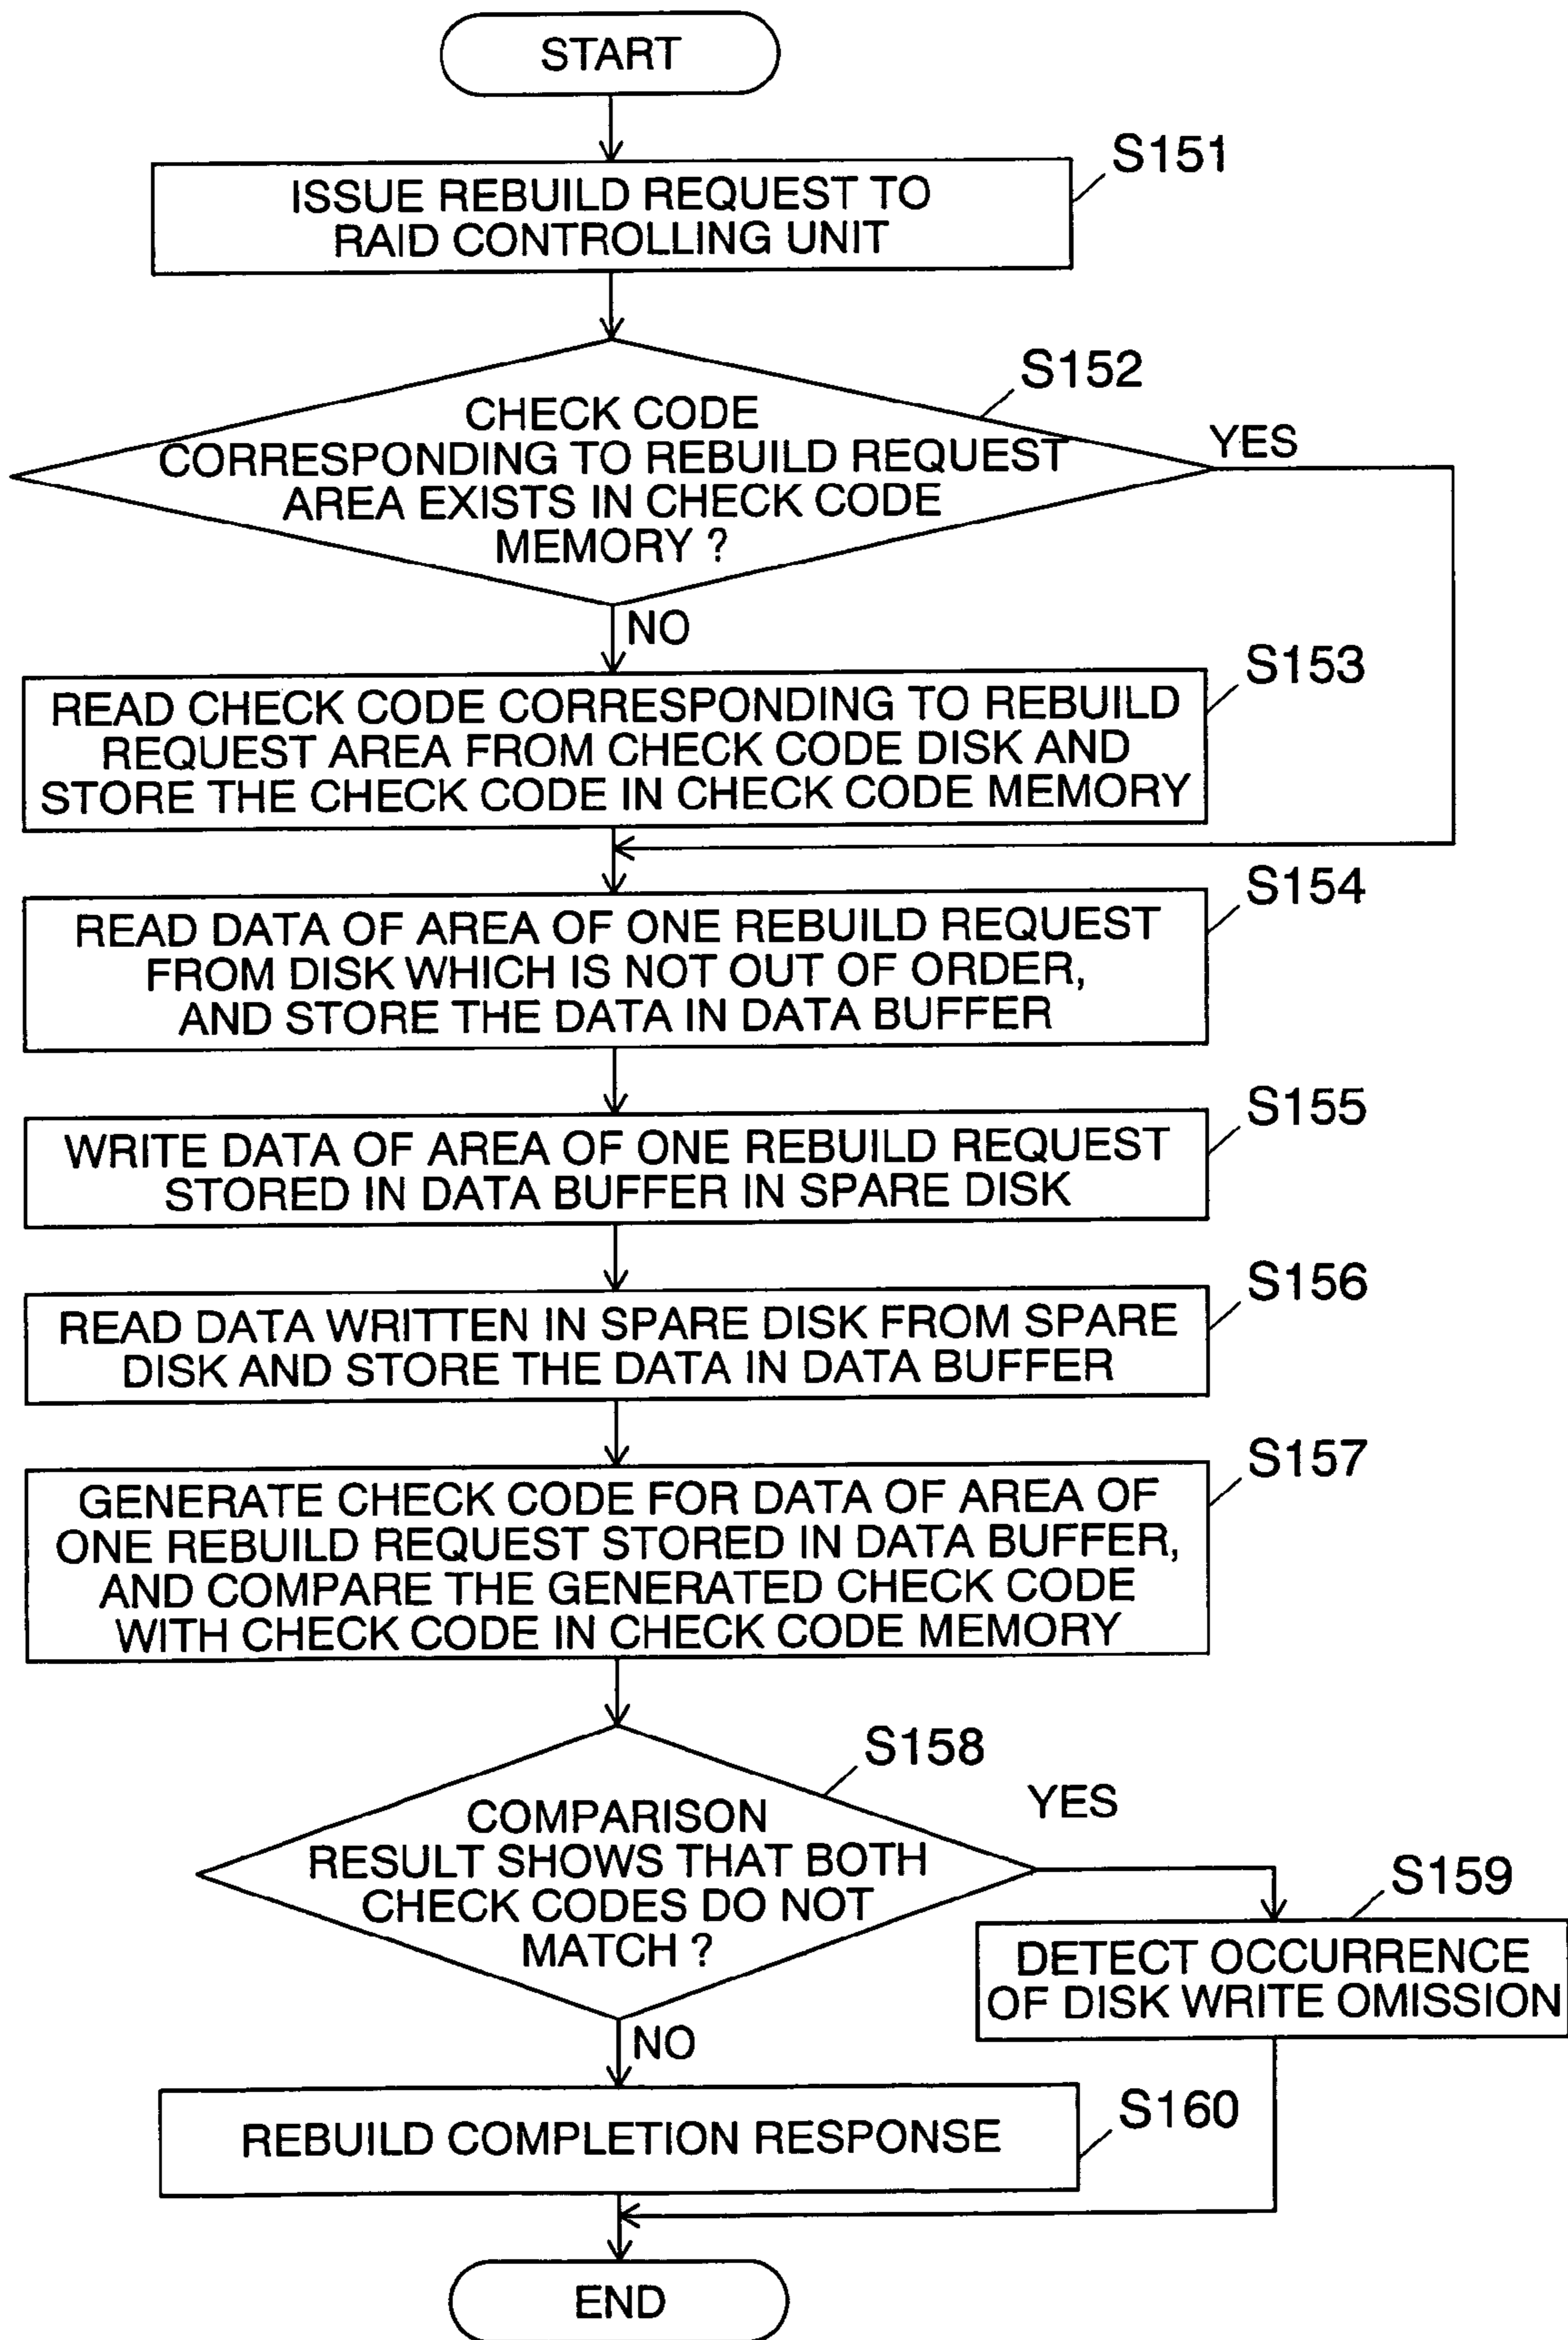 START
S151
ISSUE REBUILD REQUEST TO
RAID CONTROLLING UNIT
S152
CHECK CODE
CORRESPONDING TO REBUILD REQUEST
AREA EXISTS IN CHECK CODE
MEMORY ?
YES
NO
S153
READ CHECK CODE CORRESPONDING TO REBUILD
REQUEST AREA FROM CHECK CODE DISK AND
STORE THE CHECK CODE IN CHECK CODE MEMORY
S154
READ DATA OF AREA OF ONE REBUILD REQUEST
FROM DISK WHICH IS NOT OUT OF ORDER,
AND STORE THE DATA IN DATA BUFFER
S155
WRITE DATA OF AREA OF ONE REBUILD REQUEST
STORED IN DATA BUFFER IN SPARE DISK
S156
READ DATA WRITTEN IN SPARE DISK FROM SPARE
DISK AND STORE THE DATA IN DATA BUFFER
S157
GENERATE CHECK CODE FOR DATA OF AREA OF
ONE REBUILD REQUEST STORED IN DATA BUFFER,
AND COMPARE THE GENERATED CHECK CODE
WITH CHECK CODE IN CHECK CODE MEMORY
S158
COMPARISON
RESULT SHOWS THAT BOTH
CHECK CODES DO NOT
MATCH ?
YES
S159
DETECT OCCURRENCE
OF DISK WRITE OMISSION
NO
S160
REBUILD COMPLETION RESPONSE
END